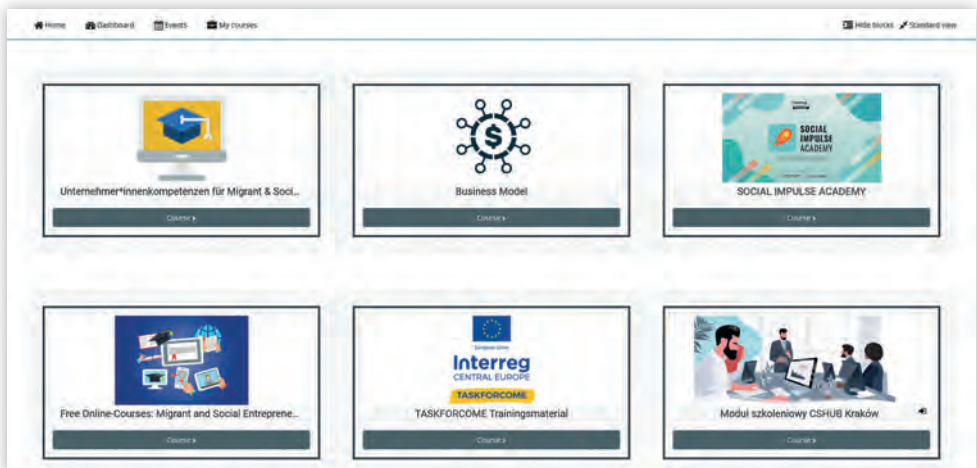 Home Dashboard Events My courses Hide blocks Standard view
Unternehmer*innenkompetenzen für Migrant & Soci...
Course >
Business Model
Course >
SOCIAL
IMPULSE
ACADEMY
SOCIAL IMPULSE ACADEMY
Course >
Free Online-Courses: Migrant and Social Entreprene...
Course >
European Union
Interreg
CENTRAL EUROPE
TASKFORCOME
TASKFORCOME Trainingsmaterial
Course >
Moduł szkoleniowy CSHUB Kraków
Course >